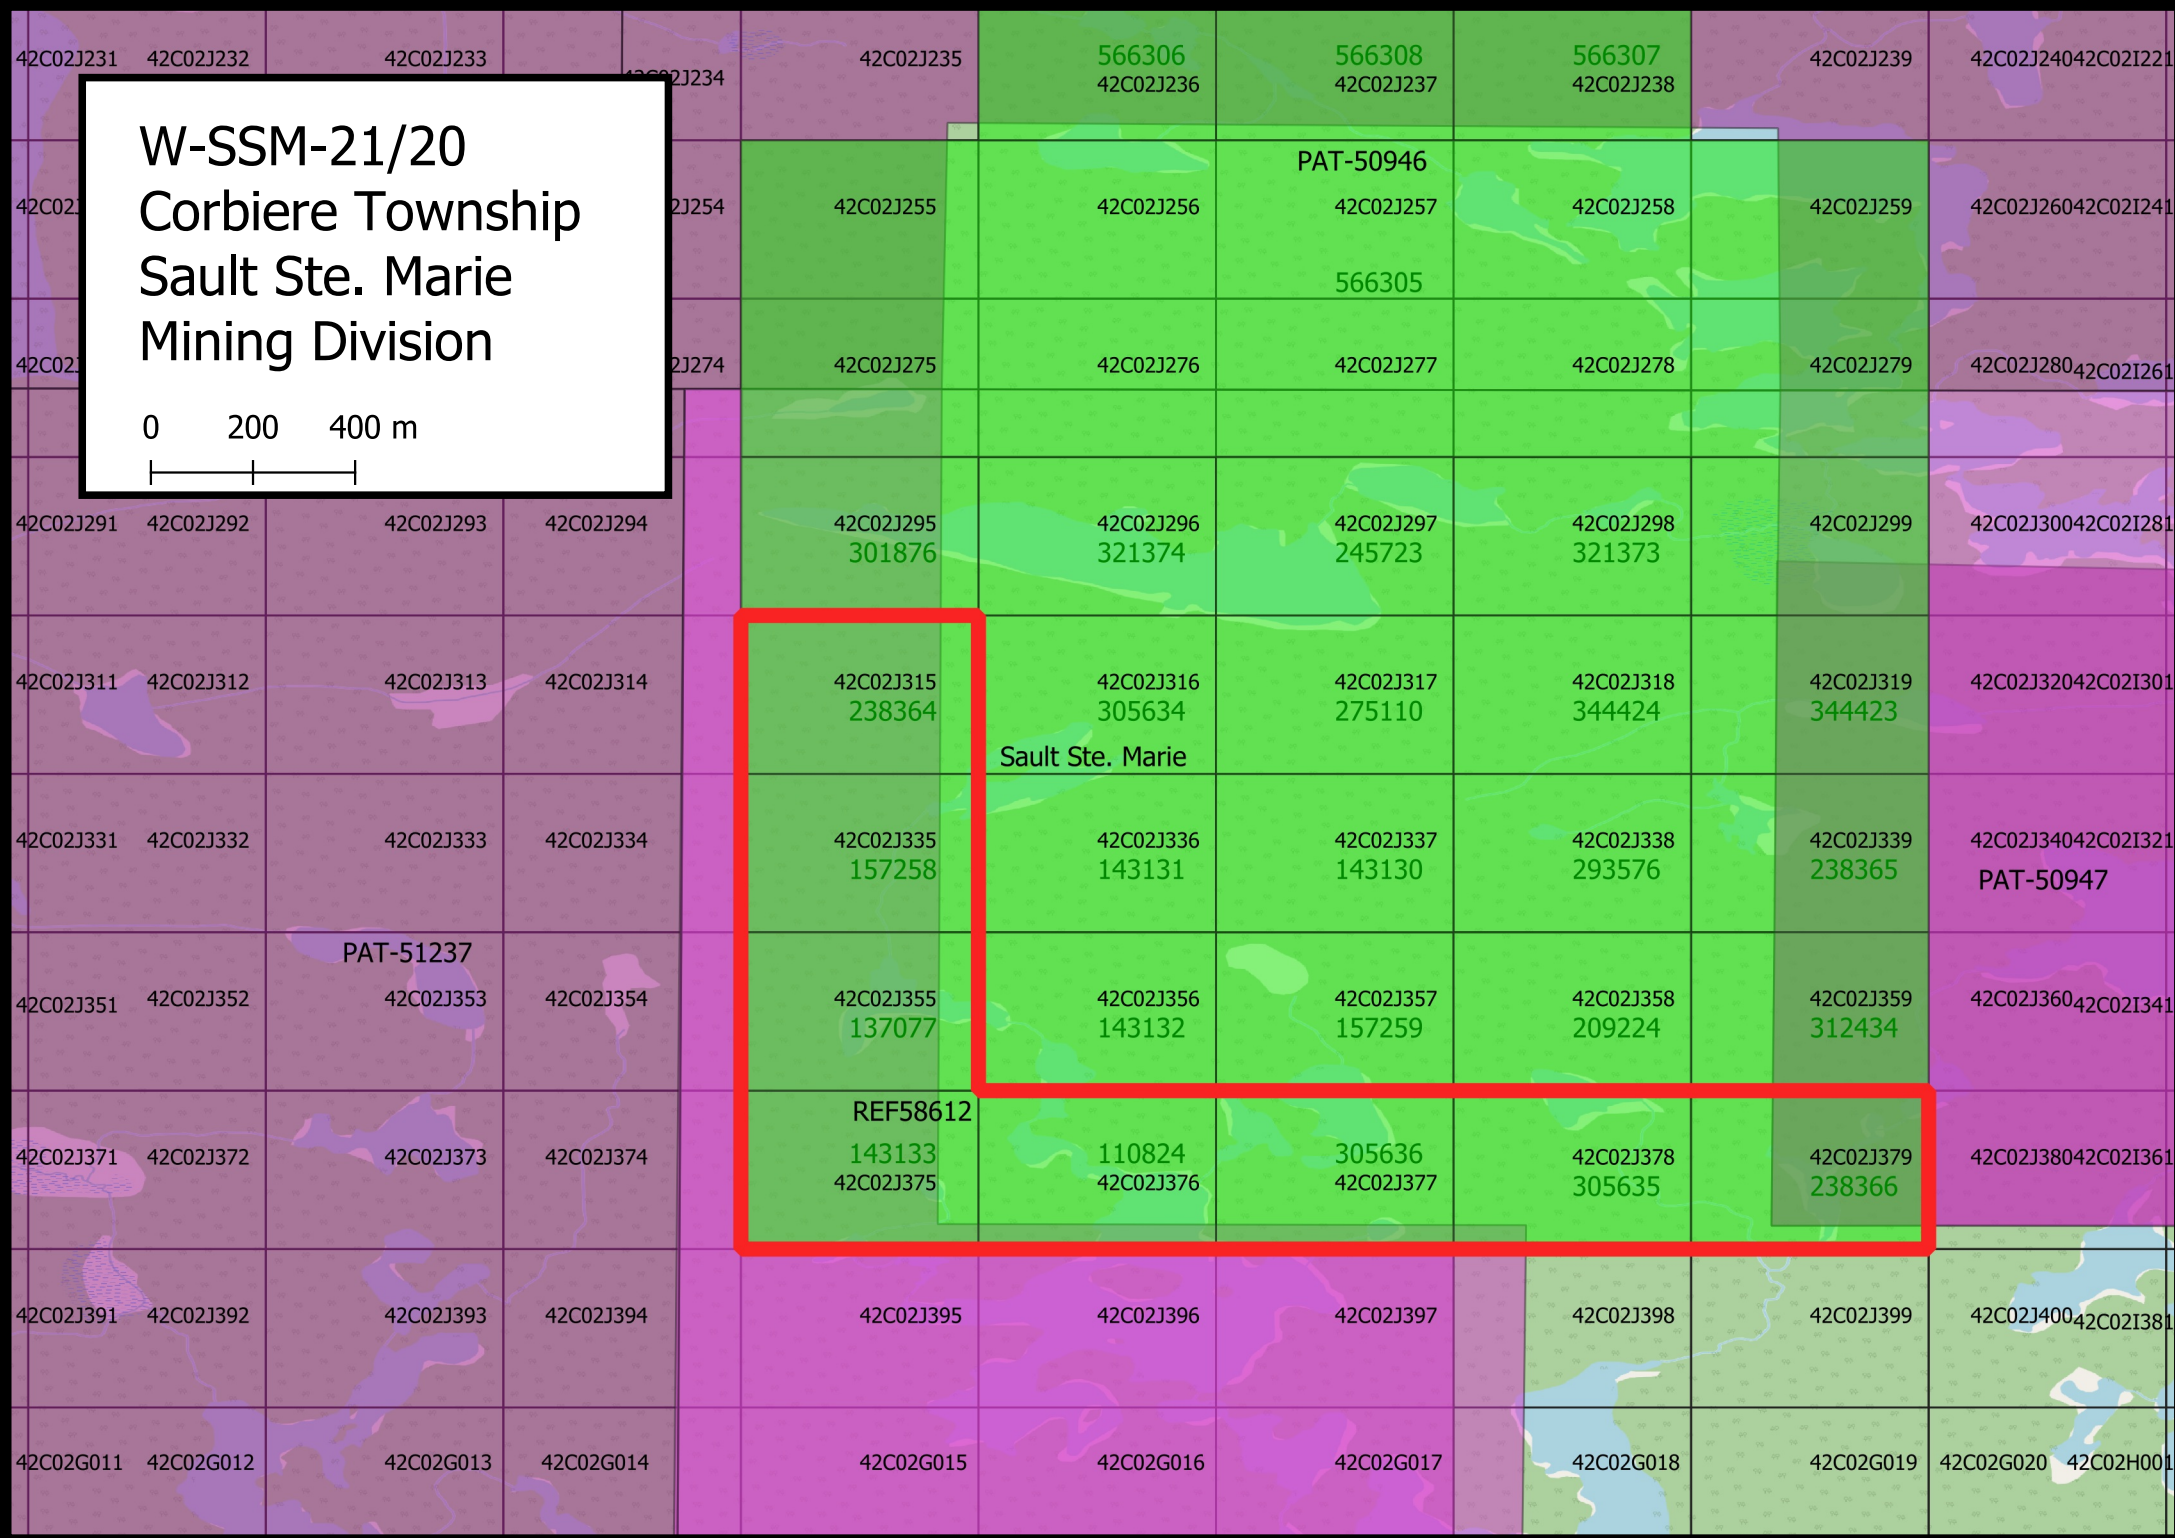 42C02J231 42C02J232 42C02J233 42C02J235 566306 566308 566307 42C02J239 42C02J240 42C02I221
2J234 42C02J236 42C02J237 42C02J238
W-SSM-21/20
Corbiere Township
Sault Ste. Marie
Mining Division
0 200 400 m
PAT-50946
42C02J 2J254 42C02J255 42C02J256 42C02J257 42C02J258 42C02J259 42C02J260 42C02I241
566305
42C02J 2J274 42C02J275 42C02J276 42C02J277 42C02J278 42C02J279 42C02J280 42C02I261
42C02J291 42C02J292 42C02J293 42C02J294 42C02J295 42C02J296 42C02J297 42C02J298 42C02J299 42C02J300 42C02I281
301876 321374 245723 321373
42C02J311 42C02J312 42C02J313 42C02J314 42C02J315 42C02J316 42C02J317 42C02J318 42C02J319 42C02J320 42C02I301
238364 305634 275110 344424 344423
Sault Ste. Marie
42C02J331 42C02J332 42C02J333 42C02J334 42C02J335 42C02J336 42C02J337 42C02J338 42C02J339 42C02J340 42C02I321
157258 143131 143130 293576 238365 PAT-50947
PAT-51237
42C02J351 42C02J352 42C02J353 42C02J354 42C02J355 42C02J356 42C02J357 42C02J358 42C02J359 42C02J360 42C02I341
137077 143132 157259 209224 312434
REF58612
143133 110824 305636
42C02J371 42C02J372 42C02J373 42C02J374 42C02J375 42C02J376 42C02J377 42C02J378 42C02J379 42C02J380 42C02I361
305635 238366
42C02J391 42C02J392 42C02J393 42C02J394 42C02J395 42C02J396 42C02J397 42C02J398 42C02J399 42C02J400 42C02I381
42C02G011 42C02G012 42C02G013 42C02G014 42C02G015 42C02G016 42C02G017 42C02G018 42C02G019 42C02G020 42C02H001